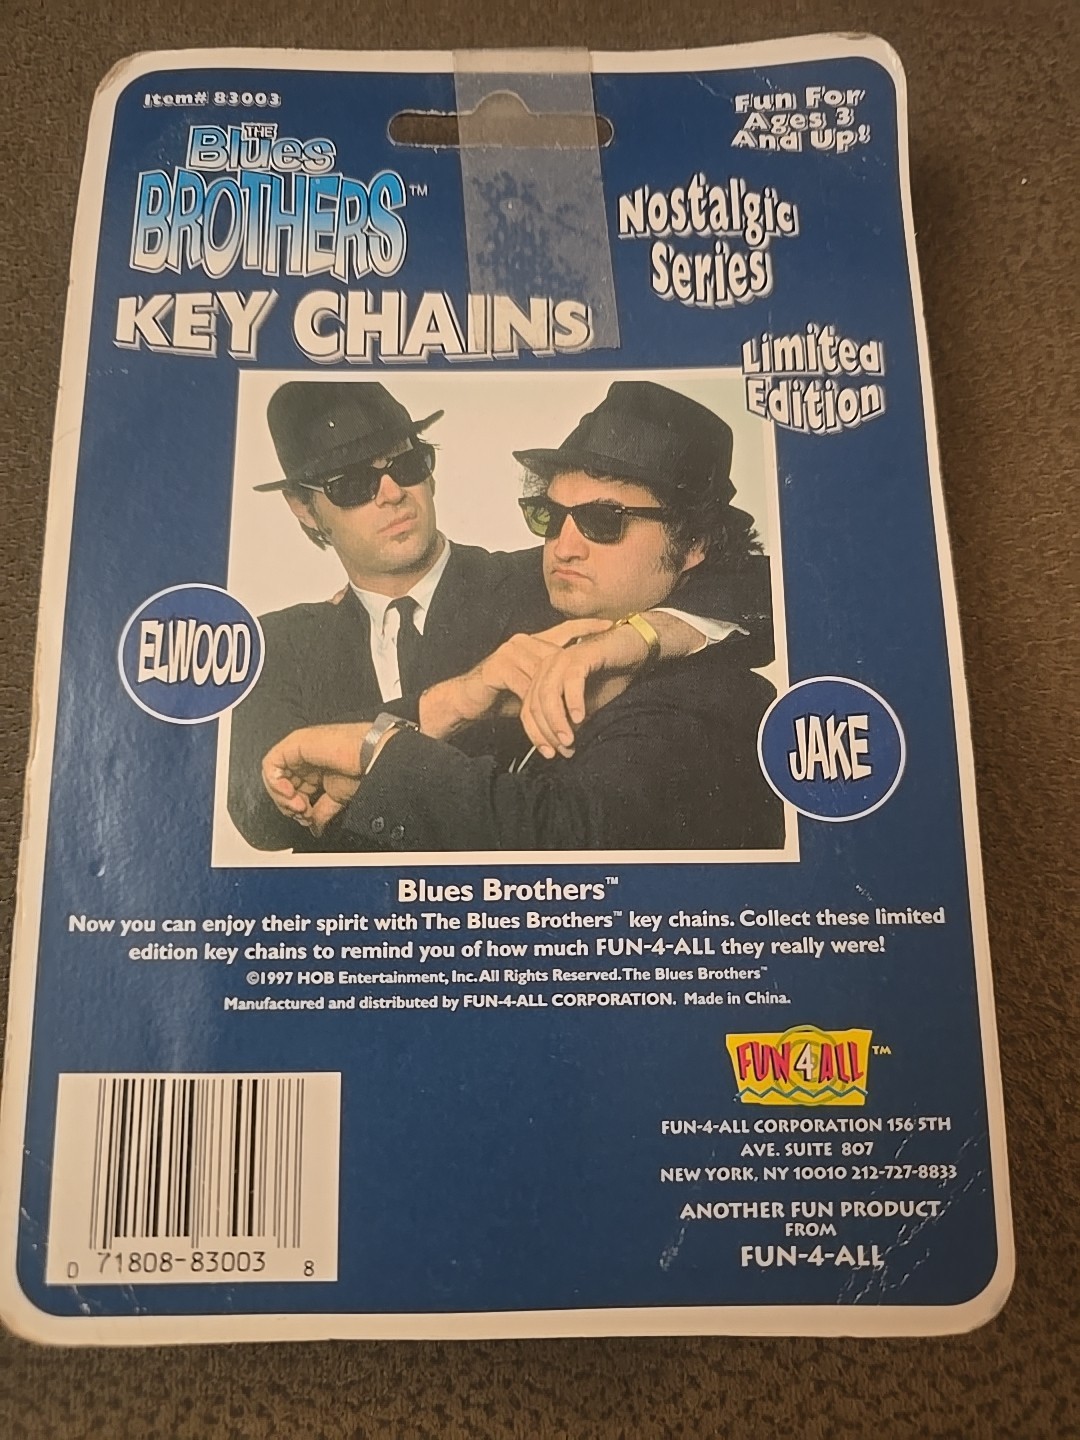 Item# 83003
Fun For
Ages 3
And Up!
THE
Blues
BROTHERS™
KEY CHAINS
Nostalgic
Series
Limited
Edition
ELWOOD
JAKE
Blues Brothers™
Now you can enjoy their spirit with The Blues Brothers™ key chains. Collect these limited
edition key chains to remind you of how much FUN-4-ALL they really were!
©1997 HOB Entertainment, Inc. All Rights Reserved. The Blues Brothers™
Manufactured and distributed by FUN-4-ALL CORPORATION. Made in China.
FUN 4 ALL™
FUN-4-ALL CORPORATION 156 5TH
AVE. SUITE 807
NEW YORK, NY 10010 212-727-8833
ANOTHER FUN PRODUCT
FROM
FUN-4-ALL
0 71808-83003 8